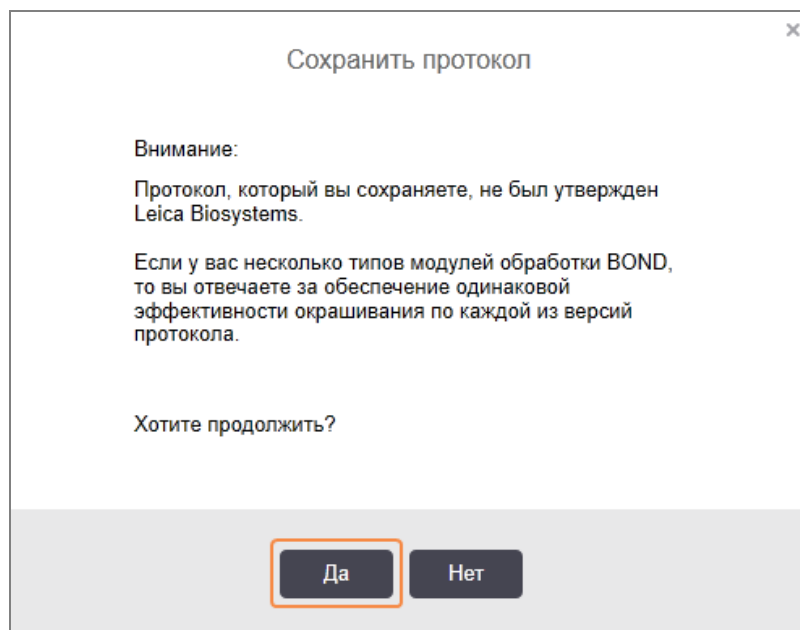 Сохранить протокол
Внимание:
Протокол, который вы сохраняете, не был утвержден
Leica Biosystems.
Если у вас несколько типов модулей обработки BOND,
то вы отвечаете за обеспечение одинаковой
эффективности окрашивания по каждой из версий
протокола.
Хотите продолжить?
Да
Нет